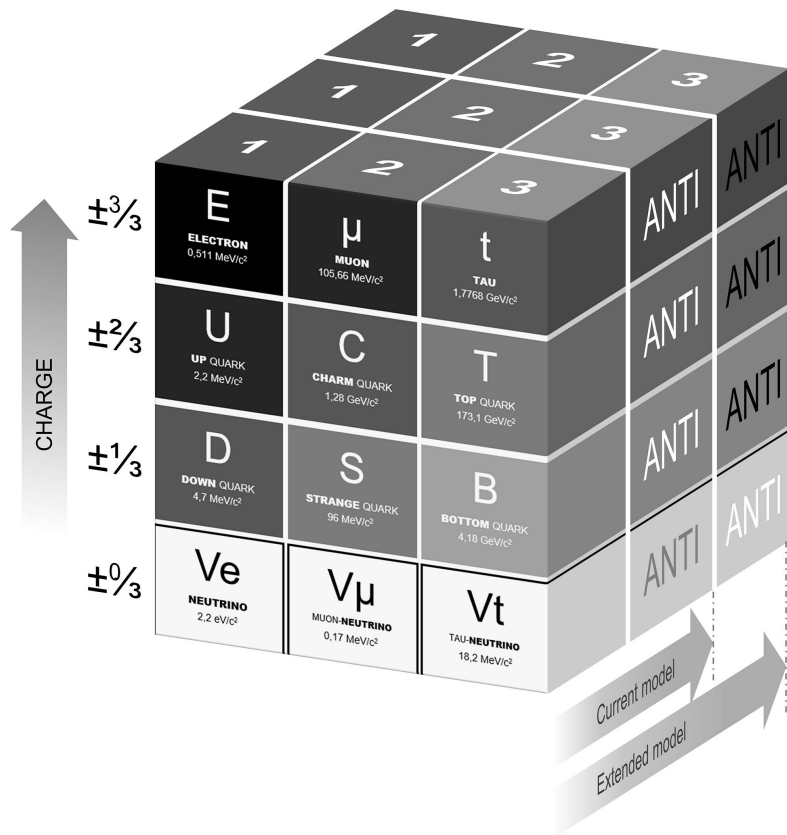 1 2 3
1 2 3
1 2 3
CHARGE
±3/3
±2/3
±1/3
±0/3
E
ELECTRON
0,511 MeV/c²
μ
MUON
105,66 MeV/c²
t
TAU
1,7768 GeV/c²
U
UP QUARK
2,2 MeV/c²
C
CHARM QUARK
1,28 GeV/c²
T
TOP QUARK
173,1 GeV/c²
D
DOWN QUARK
4,7 MeV/c²
S
STRANGE QUARK
96 MeV/c²
B
BOTTOM QUARK
4,18 GeV/c²
Ve
NEUTRINO
2,2 eV/c²
Vμ
MUON-NEUTRINO
0,17 MeV/c²
Vt
TAU-NEUTRINO
18,2 MeV/c²
ANTI ANTI
ANTI ANTI
ANTI ANTI
ANTI ANTI
Current model
Extended model